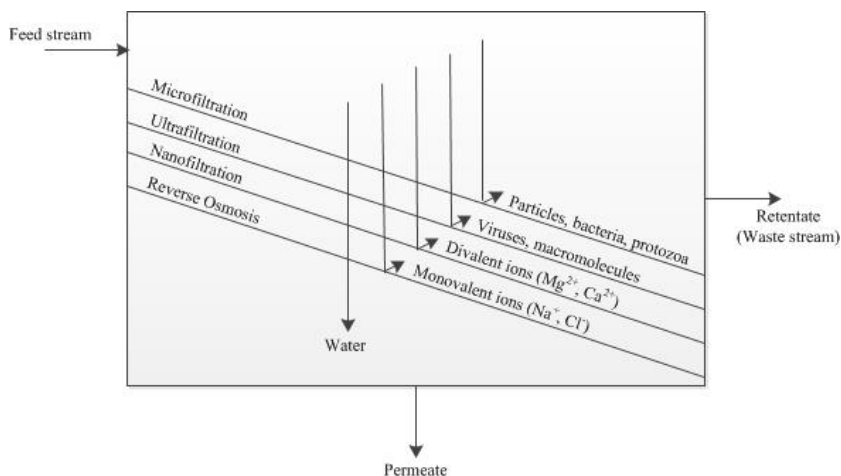 Feed stream
Microfiltration
Ultrafiltration
Nanofiltration
Reverse Osmosis
Particles, bacteria, protozoa
Viruses, macromolecules
Divalent ions (Mg²⁺, Ca²⁺)
Monovalent ions (Na⁺, Cl⁻)
Retentate
(Waste stream)
Water
Permeate